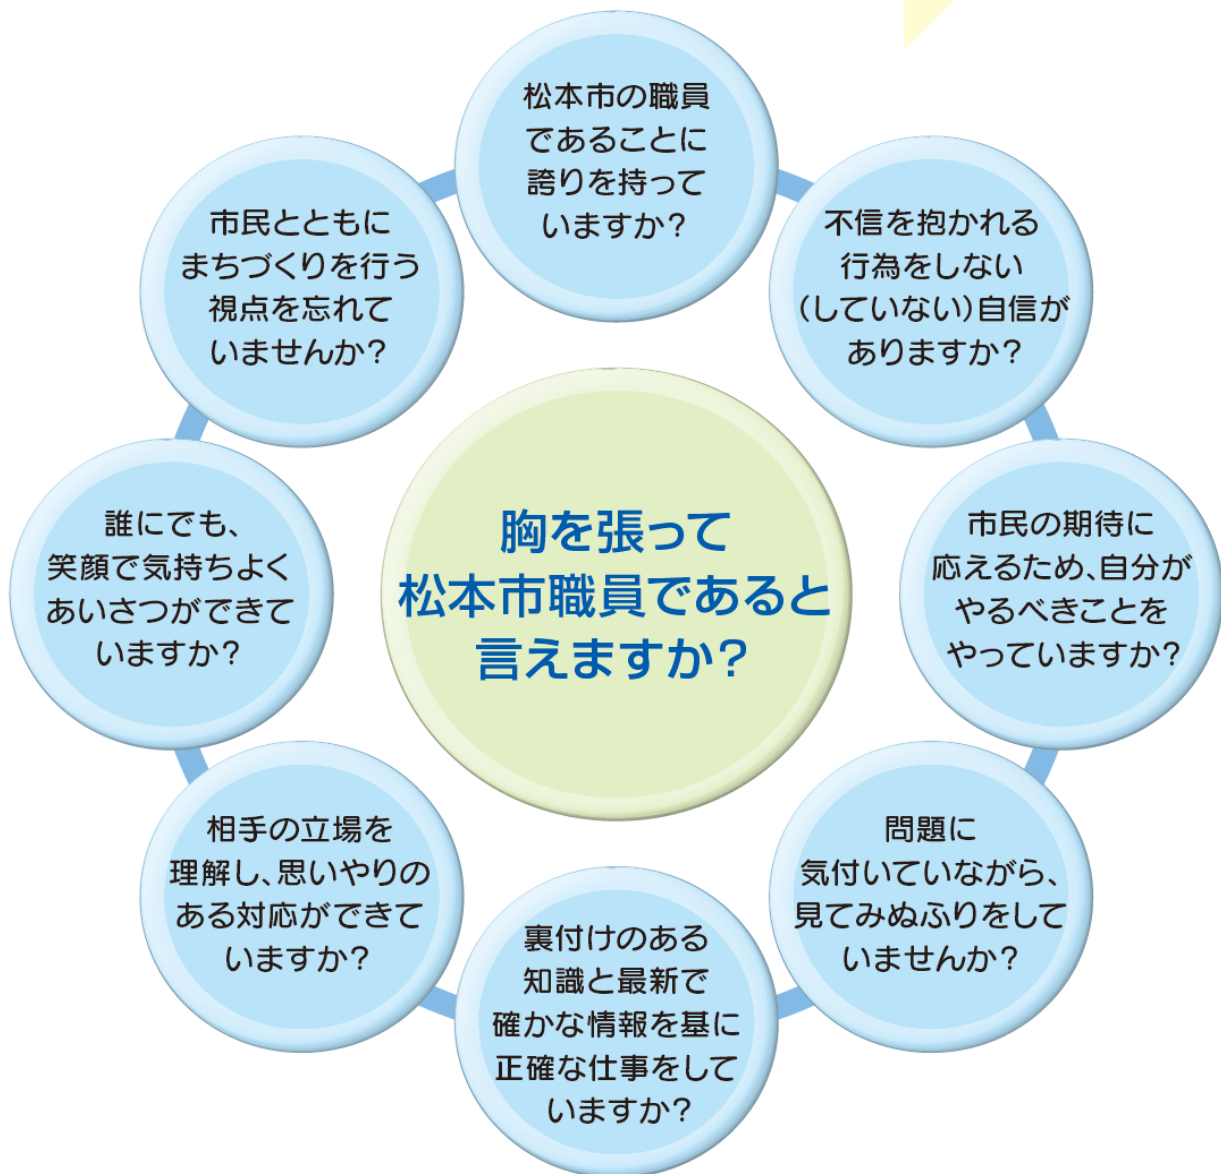 松本市の職員
であることに
誇りを持って
いますか？
不信を抱かれる
行為をしない
（していない）自信が
ありますか？
市民の期待に
応えるため、自分が
やるべきことを
やっていますか？
問題に
気付いていながら、
見てみぬふりをして
いませんか？
裏付けのある
知識と最新で
確かな情報を基に
正確な仕事をして
いますか？
相手の立場を
理解し、思いやりの
ある対応ができて
いますか？
誰にでも、
笑顔で気持ちよく
あいさつができて
いますか？
市民とともに
まちづくりを行う
視点を忘れて
いませんか？
胸を張って
松本市職員であると
言えますか？